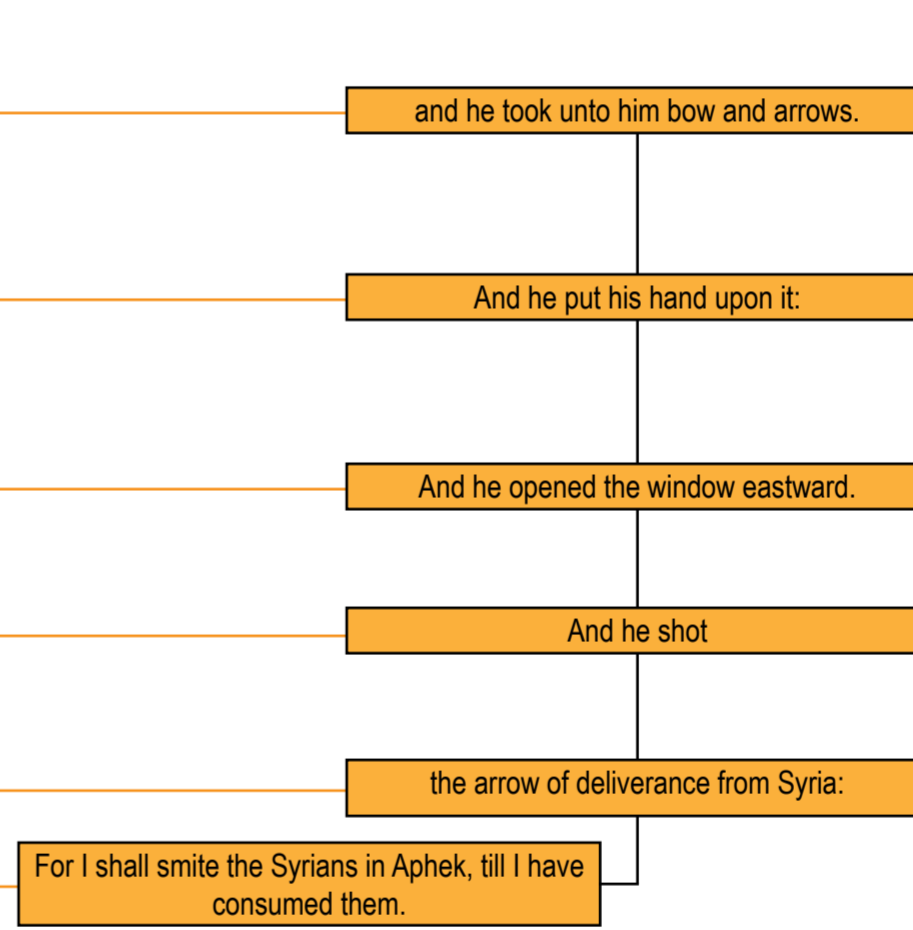 and he took unto him bow and arrows.
And he put his hand upon it:
And he opened the window eastward.
And he shot
the arrow of deliverance from Syria:
For I shall smite the Syrians in Aphek, till I have
consumed them.